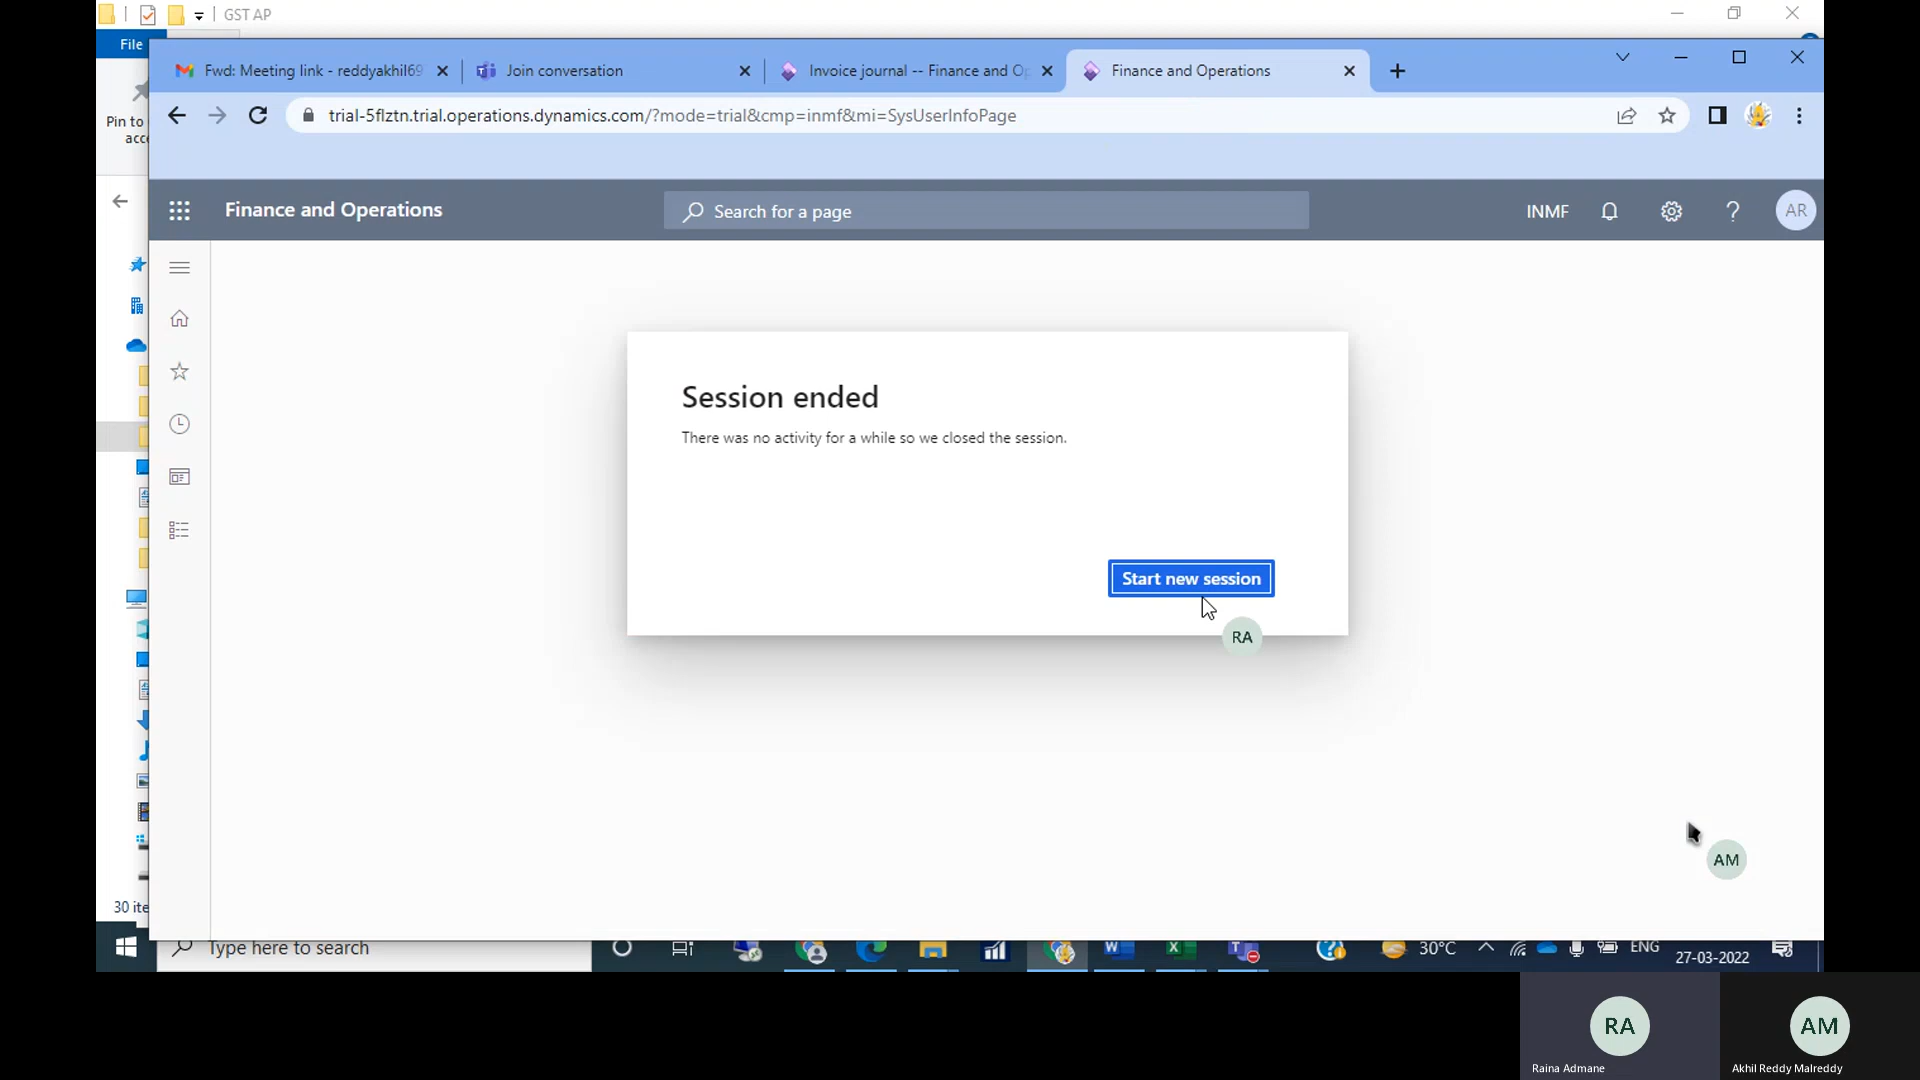 GST AP
File
Fwd: Meeting link - reddyakhil69
Join conversation
Invoice journal -- Finance and Op
Finance and Operations
Pin to
acce
trial-5flztn.trial.operations.dynamics.com/?mode=trial&cmp=inmf&mi=SysUserInfoPage
Finance and Operations
Search for a page
INMF
AR
Session ended
There was no activity for a while so we closed the session.
Start new session
RA
AM
30 ite
Type here to search
30°C
ENG
27-03-2022
RA
AM
Raina Admane
Akhil Reddy Malreddy